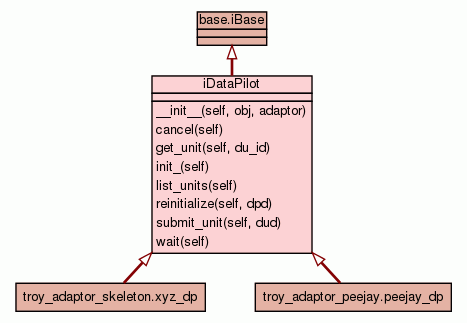 base.iBase
iDataPilot
__init__(self, obj, adaptor)
cancel(self)
get_unit(self, du_id)
init_(self)
list_units(self)
reinitialize(self, dpd)
submit_unit(self, dud)
wait(self)
troy_adaptor_skeleton.xyz_dp
troy_adaptor_peejay.peejay_dp